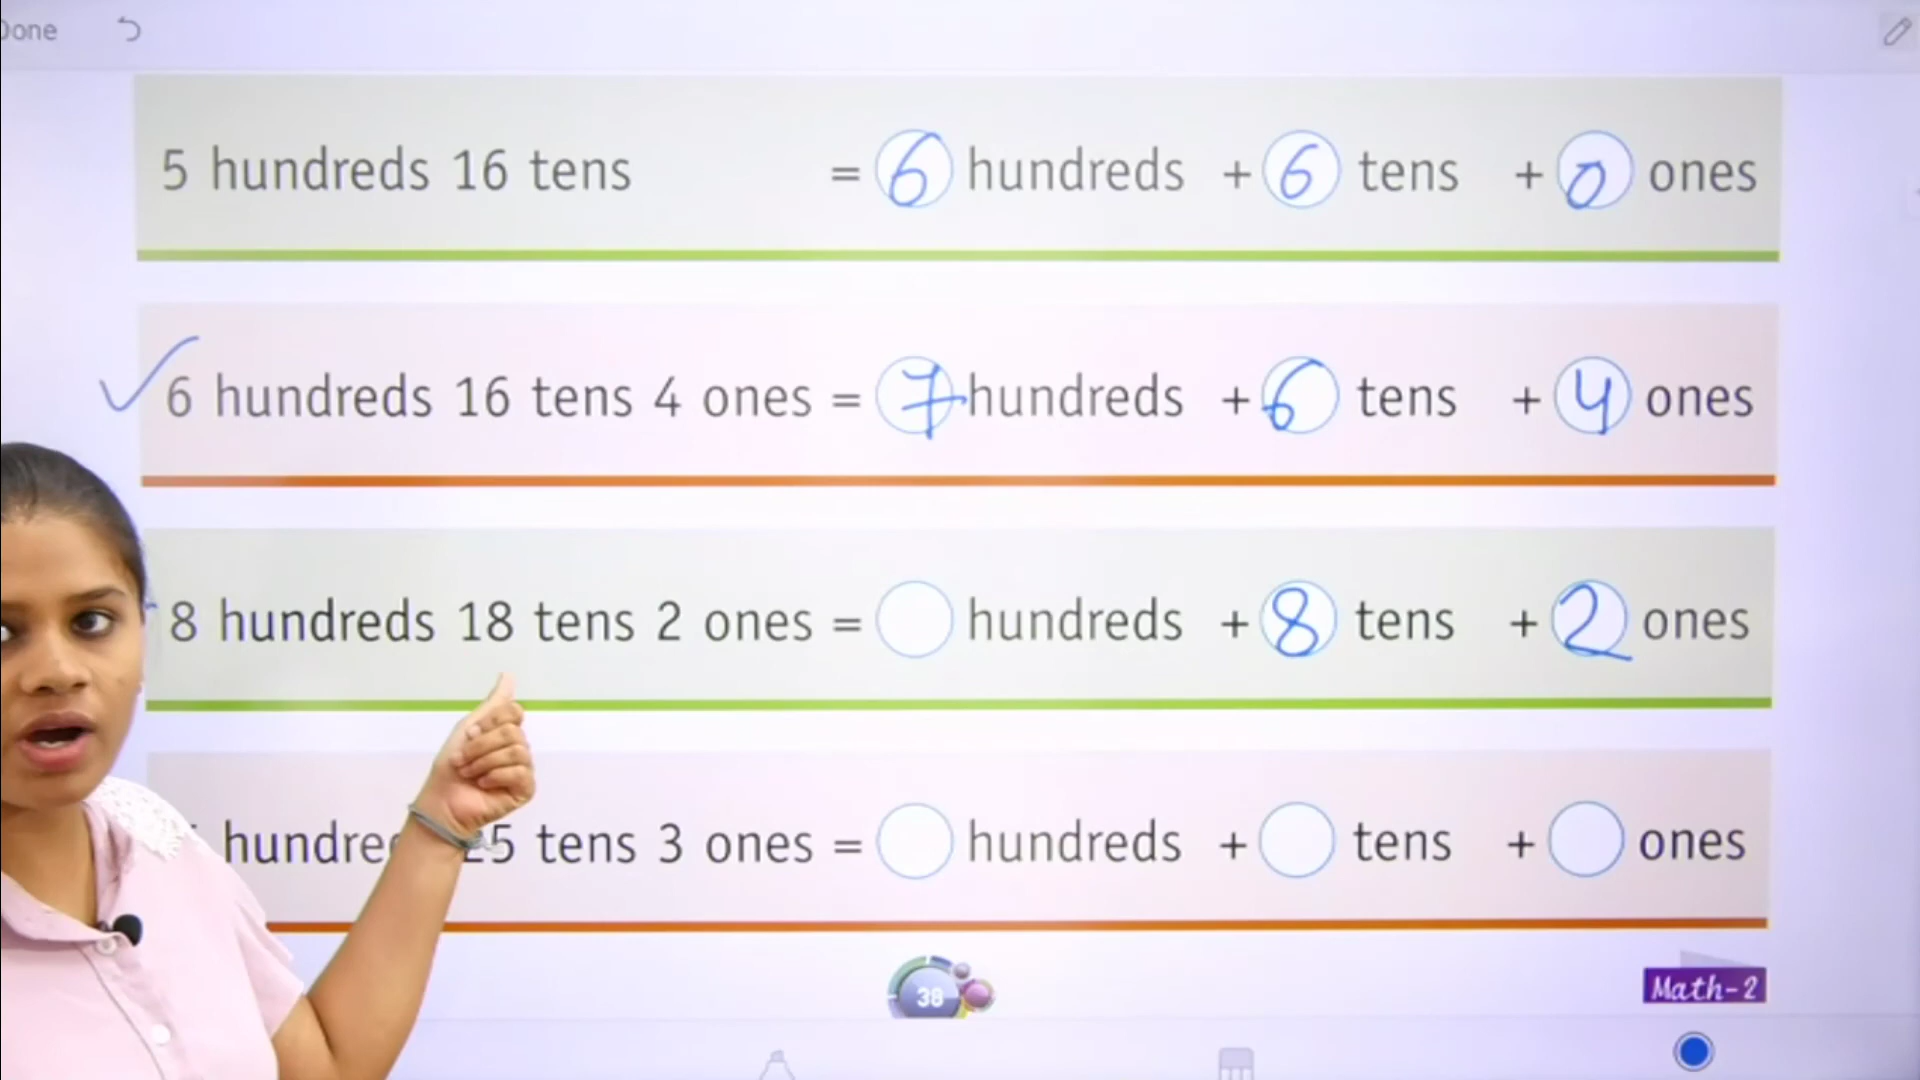 Done
5 hundreds 16 tens = 6 hundreds + 6 tens + 0 ones
6 hundreds 16 tens 4 ones = 7 hundreds + 6 tens + 4 ones
8 hundreds 18 tens 2 ones = hundreds + 8 tens + 2 ones
tens 3 ones = hundreds + tens + ones
38
Math-2